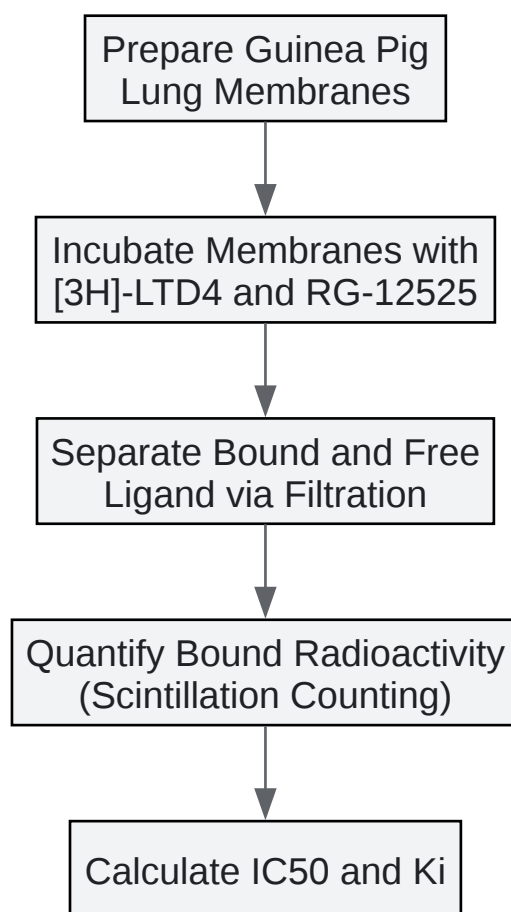 Prepare Guinea Pig
Lung Membranes
Incubate Membranes with
[3H]-LTD4 and RG-12525
Separate Bound and Free
Ligand via Filtration
Quantify Bound Radioactivity
(Scintillation Counting)
Calculate IC50 and Ki